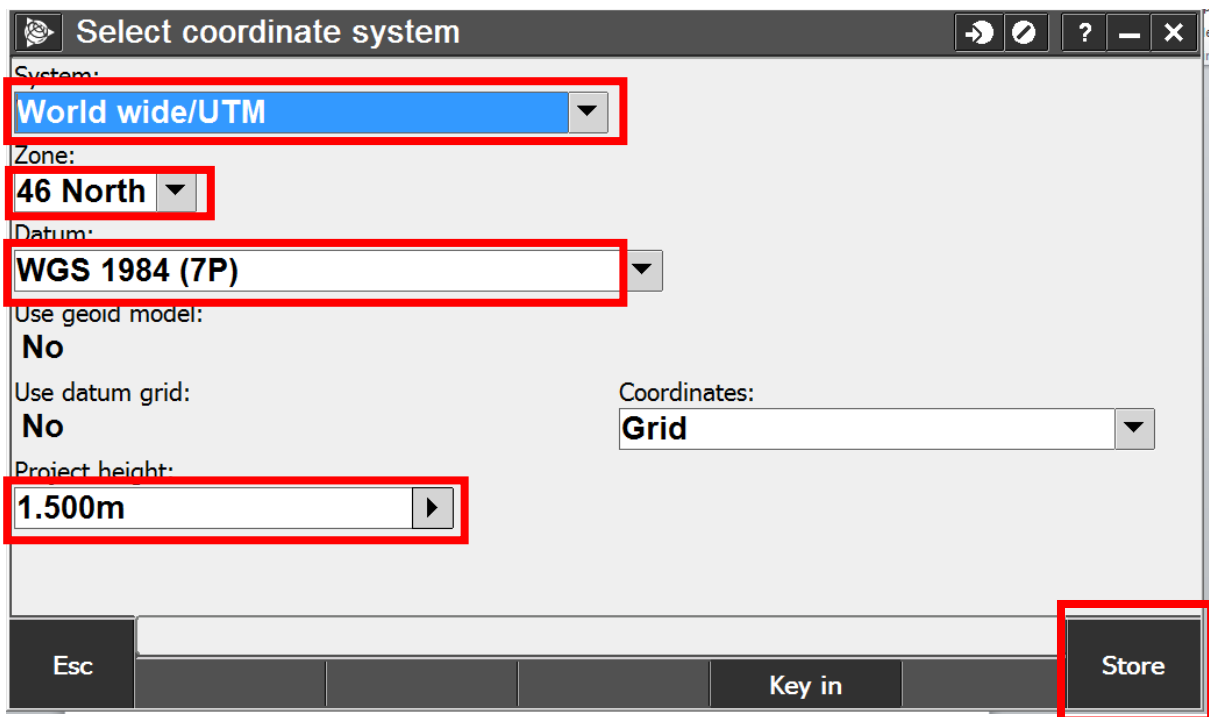 Select coordinate system
?
System:
World wide/UTM
Zone:
46 North
Datum:
WGS 1984 (7P)
Use geoid model:
No
Use datum grid:
Coordinates:
No
Grid
Project height:
1.500m
Esc
Key in
Store